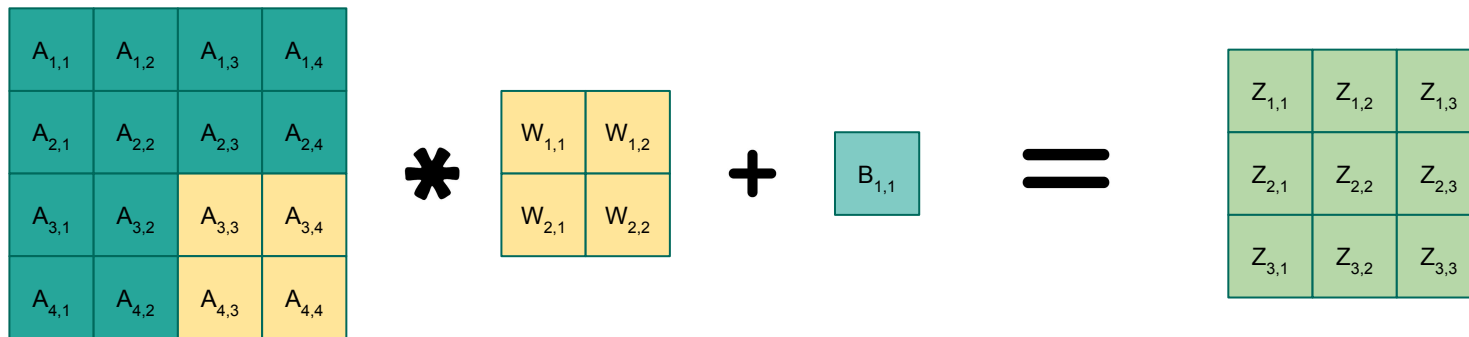 A1,1 A1,2 A1,3 A1,4
A2,1 A2,2 A2,3 A2,4
A3,1 A3,2 A3,3 A3,4
A4,1 A4,2 A4,3 A4,4
*
W1,1 W1,2
W2,1 W2,2
+
B1,1
=
Z1,1 Z1,2 Z1,3
Z2,1 Z2,2 Z2,3
Z3,1 Z3,2 Z3,3